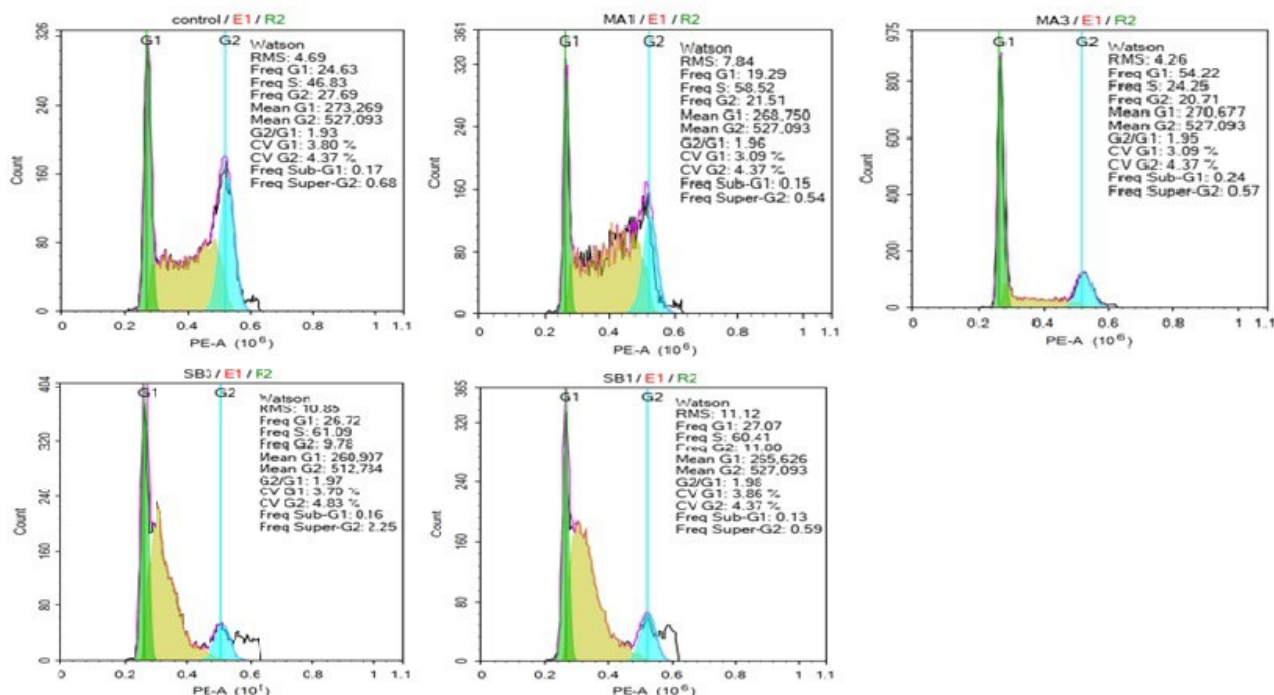 control / E1 / R2
326
240
160
80
0
Count
G1
G2
Watson
RMS: 4.69
Freq G1: 24.63
Freq S: 46.83
Freq G2: 27.69
Mean G1: 273,269
Mean G2: 527,093
G2/G1: 1.93
CV G1: 3.80 %
CV G2: 4.37 %
Freq Sub-G1: 0.17
Freq Super-G2: 0.68
0 0.2 0.4 0.6 0.8 1.1
PE-A (10⁶)
MA1 / E1 / R2
361
320
240
160
80
0
Count
G1
G2
Watson
RMS: 7.84
Freq G1: 19.29
Freq S: 58.52
Freq G2: 21.51
Mean G1: 268,750
Mean G2: 527,093
G2/G1: 1.96
CV G1: 3.09 %
CV G2: 4.37 %
Freq Sub-G1: 0.15
Freq Super-G2: 0.54
0 0.2 0.4 0.6 0.8 1.1
PE-A (10⁶)
MA3 / E1 / R2
975
800
600
400
200
0
Count
G1
G2
Watson
RMS: 4.26
Freq G1: 54.22
Freq S: 24.25
Freq G2: 20.71
Mean G1: 270,677
Mean G2: 527,093
G2/G1: 1.95
CV G1: 3.09 %
CV G2: 4.37 %
Freq Sub-G1: 0.24
Freq Super-G2: 0.57
0 0.2 0.4 0.6 0.8 1.1
PE-A (10⁶)
SB3 / E1 / R2
404
320
240
160
80
0
Count
G1
G2
Watson
RMS: 10.85
Freq G1: 26.72
Freq S: 61.09
Freq G2: 9.78
Mean G1: 260,907
Mean G2: 512,734
G2/G1: 1.97
CV G1: 3.70 %
CV G2: 4.83 %
Freq Sub-G1: 0.16
Freq Super-G2: 2.25
0 0.2 0.4 0.6 0.8 1.1
PE-A
SB1 / E1 / R2
365
320
240
160
80
0
Count
G1
G2
Watson
RMS: 11.12
Freq G1: 27.07
Freq S: 60.41
Freq G2: 11.00
Mean G1: 265,626
Mean G2: 527,093
G2/G1: 1.98
CV G1: 3.86 %
CV G2: 4.37 %
Freq Sub-G1: 0.13
Freq Super-G2: 0.59
0 0.2 0.4 0.6 0.8 1.1
PE-A (10⁶)